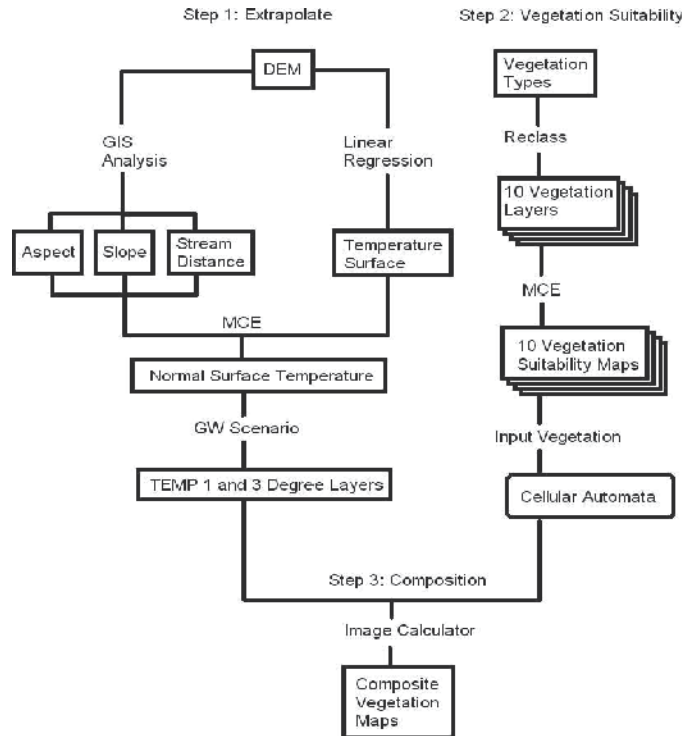 Step 1: Extrapolate
Step 2: Vegetation Suitability
DEM
Vegetation
Types
GIS
Analysis
Linear
Regression
Reclass
10 Vegetation
Layers
Aspect
Slope
Stream
Distance
Temperature
Surface
MCE
MCE
10 Vegetation
Suitability Maps
Normal Surface Temperature
GW Scenario
Input Vegetation
TEMP 1 and 3 Degree Layers
Cellular Automata
Step 3: Composition
Image Calculator
Composite
Vegetation
Maps